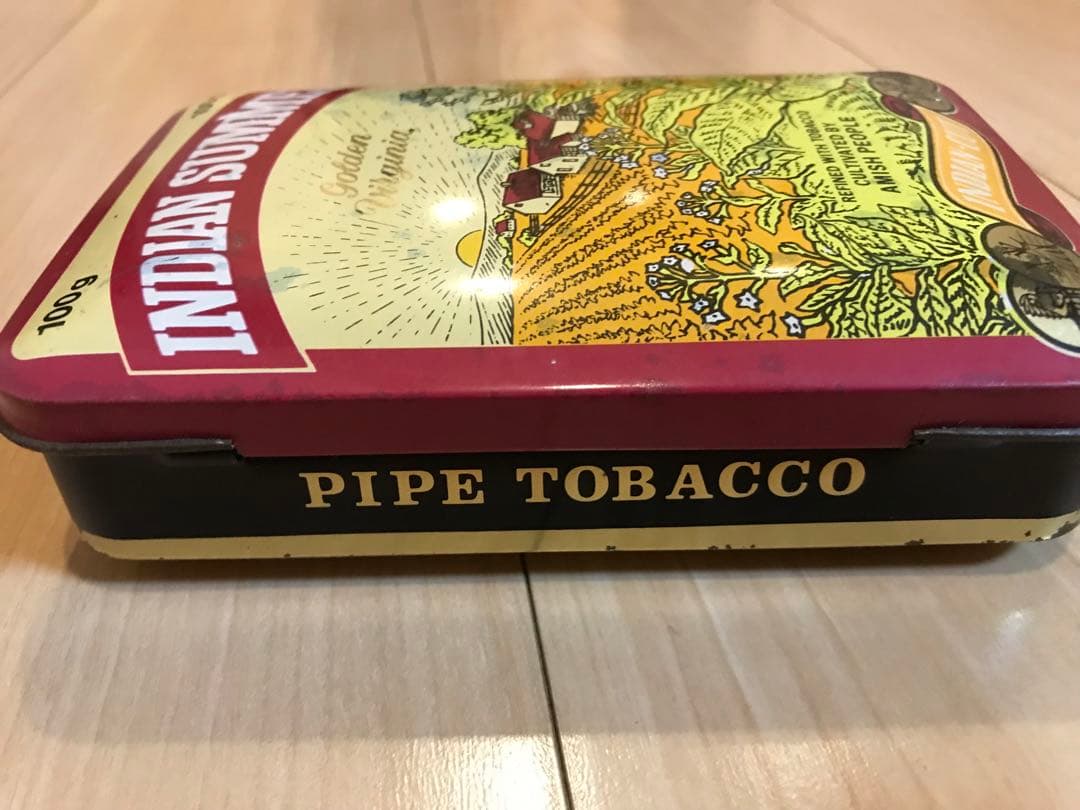 100g
INDIAN SUMMER
Golden
Virginia
REFINED WITH TOBACCO
CULTIVATED BY
AMISH PEOPLE
PIPE TOBACCO